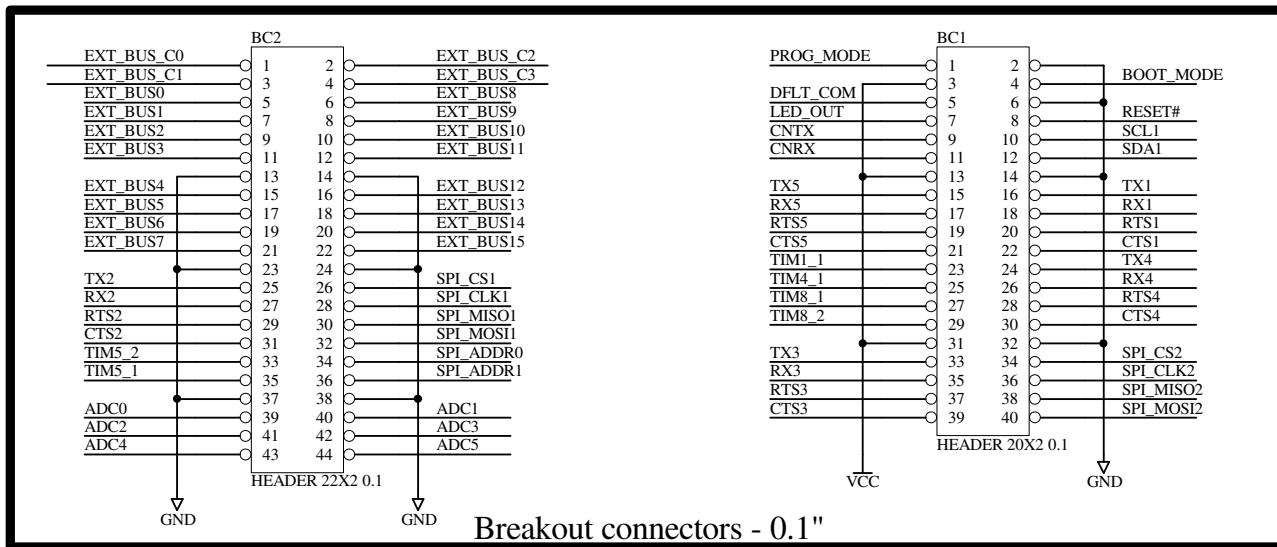 BC2
EXT_BUS_C0 1 2 EXT_BUS_C2
EXT_BUS_C1 3 4 EXT_BUS_C3
EXT_BUS0 5 6 EXT_BUS8
EXT_BUS1 7 8 EXT_BUS9
EXT_BUS2 9 10 EXT_BUS10
EXT_BUS3 11 12 EXT_BUS11
13 14
EXT_BUS4 15 16 EXT_BUS12
EXT_BUS5 17 18 EXT_BUS13
EXT_BUS6 19 20 EXT_BUS14
EXT_BUS7 21 22 EXT_BUS15
23 24
TX2 25 26 SPI_CS1
RX2 27 28 SPI_CLK1
RTS2 29 30 SPI_MISO1
CTS2 31 32 SPI_MOSI1
TIM5_2 33 34 SPI_ADDR0
TIM5_1 35 36 SPI_ADDR1
37 38
ADC0 39 40 ADC1
ADC2 41 42 ADC3
ADC4 43 44 ADC5
HEADER 22X2 0.1
GND GND
BC1
PROG_MODE 1 2
3 4 BOOT_MODE
DFLT_COM 5 6
LED_OUT 7 8 RESET#
CNTX 9 10 SCL1
CNRX 11 12 SDA1
13 14
TX5 15 16 TX1
RX5 17 18 RX1
RTS5 19 20 RTS1
CTS5 21 22 CTS1
TIM1_1 23 24 TX4
TIM4_1 25 26 RX4
TIM8_1 27 28 RTS4
TIM8_2 29 30 CTS4
31 32
TX3 33 34 SPI_CS2
RX3 35 36 SPI_CLK2
RTS3 37 38 SPI_MISO2
CTS3 39 40 SPI_MOSI2
HEADER 20X2 0.1
VCC GND
Breakout connectors - 0.1"